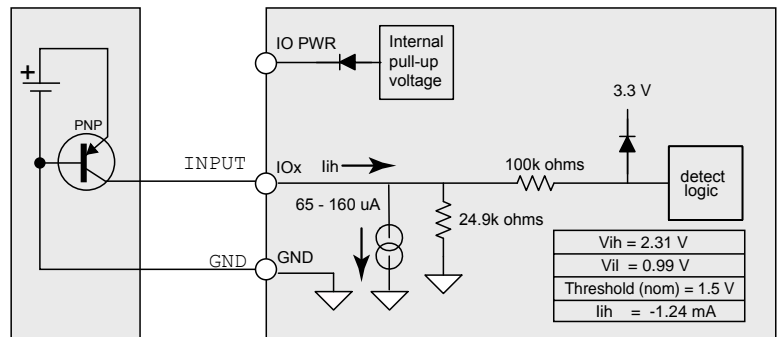 IO PWR
Internal
pull-up
voltage
+
PNP
3.3 V
INPUT
IOx
Iih
100k ohms
detect
logic
65 - 160 uA
24.9k ohms
GND
GND
Vih = 2.31 V
Vil = 0.99 V
Threshold (nom) = 1.5 V
Iih = -1.24 mA